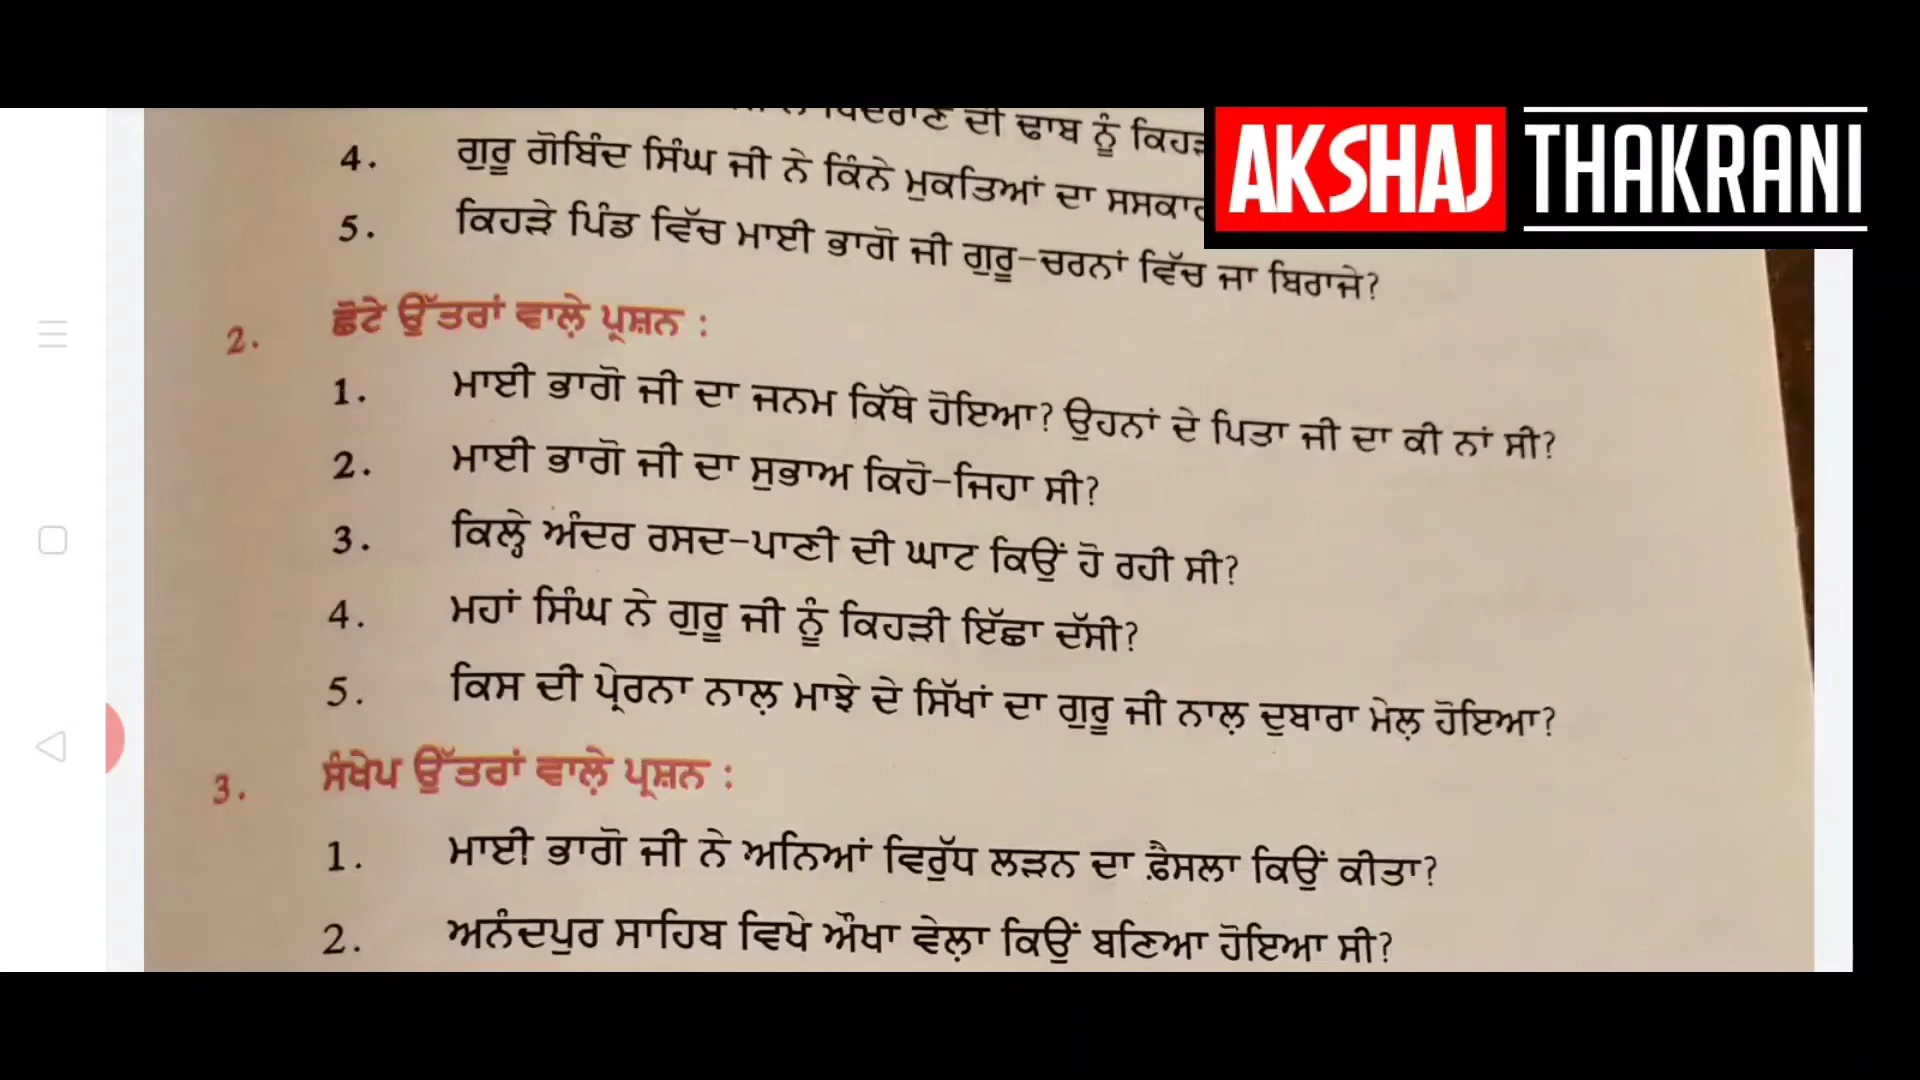 ਦੀ ਢਾਬ ਨੂੰ
AKSHAJ THAKRANI
4. ਗੁਰੂ ਗੋਬਿੰਦ ਸਿੰਘ ਜੀ ਨੇ ਕਿੰਨੇ ਮੁਕਤਿਆਂ ਦਾ
5. ਕਿਹੜੇ ਪਿੰਡ ਵਿੱਚ ਮਾਈ ਭਾਗੋ ਜੀ ਗੁਰੂ-ਚਰਨਾਂ ਵਿੱਚ ਜਾ ਬਿਰਾਜੇ?
2. ਛੋਟੇ ਉੱਤਰਾਂ ਵਾਲ਼ੇ ਪ੍ਰਸ਼ਨ :
1. ਮਾਈ ਭਾਗੋ ਜੀ ਦਾ ਜਨਮ ਕਿੱਥੇ ਹੋਇਆ? ਉਹਨਾਂ ਦੇ ਪਿਤਾ ਜੀ ਦਾ ਕੀ ਨਾਂ ਸੀ?
2. ਮਾਈ ਭਾਗੋ ਜੀ ਦਾ ਸੁਭਾਅ ਕਿਹੋ-ਜਿਹਾ ਸੀ?
3. ਕਿਲ੍ਹੇ ਅੰਦਰ ਰਸਦ-ਪਾਣੀ ਦੀ ਘਾਟ ਕਿਉਂ ਹੋ ਰਹੀ ਸੀ?
4. ਮਹਾਂ ਸਿੰਘ ਨੇ ਗੁਰੂ ਜੀ ਨੂੰ ਕਿਹੜੀ ਇੱਛਾ ਦੱਸੀ?
5. ਕਿਸ ਦੀ ਪ੍ਰੇਰਨਾ ਨਾਲ਼ ਮਾਝੇ ਦੇ ਸਿੱਖਾਂ ਦਾ ਗੁਰੂ ਜੀ ਨਾਲ਼ ਦੁਬਾਰਾ ਮੇਲ਼ ਹੋਇਆ?
3. ਸੰਖੇਪ ਉੱਤਰਾਂ ਵਾਲ਼ੇ ਪ੍ਰਸ਼ਨ :
1. ਮਾਈ ਭਾਗੋ ਜੀ ਨੇ ਅਨਿਆਂ ਵਿਰੁੱਧ ਲੜਨ ਦਾ ਫ਼ੈਸਲਾ ਕਿਉਂ ਕੀਤਾ?
2. ਅਨੰਦਪੁਰ ਸਾਹਿਬ ਵਿਖੇ ਔਖਾ ਵੇਲ਼ਾ ਕਿਉਂ ਬਣਿਆ ਹੋਇਆ ਸੀ?